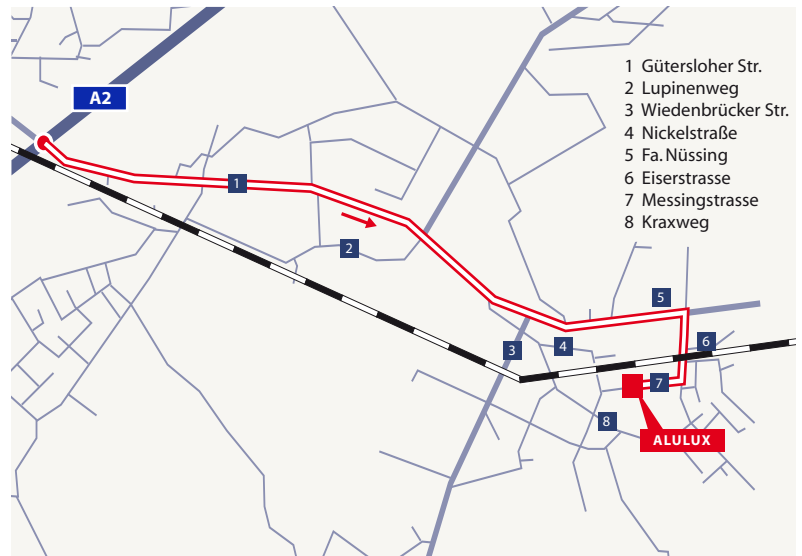 A2
1 Gütersloher Str.
2 Lupinenweg
3 Wiedenbrücker Str.
4 Nickelstraße
5 Fa. Nüssing
6 Eiserstrasse
7 Messingstrasse
8 Kraxweg
1
2
5
3
4
6
7
8
ALULUX